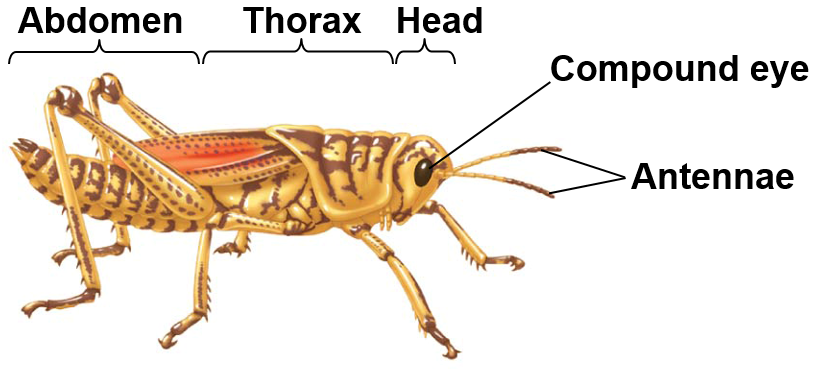 Abdomen Thorax Head
Compound eye
Antennae